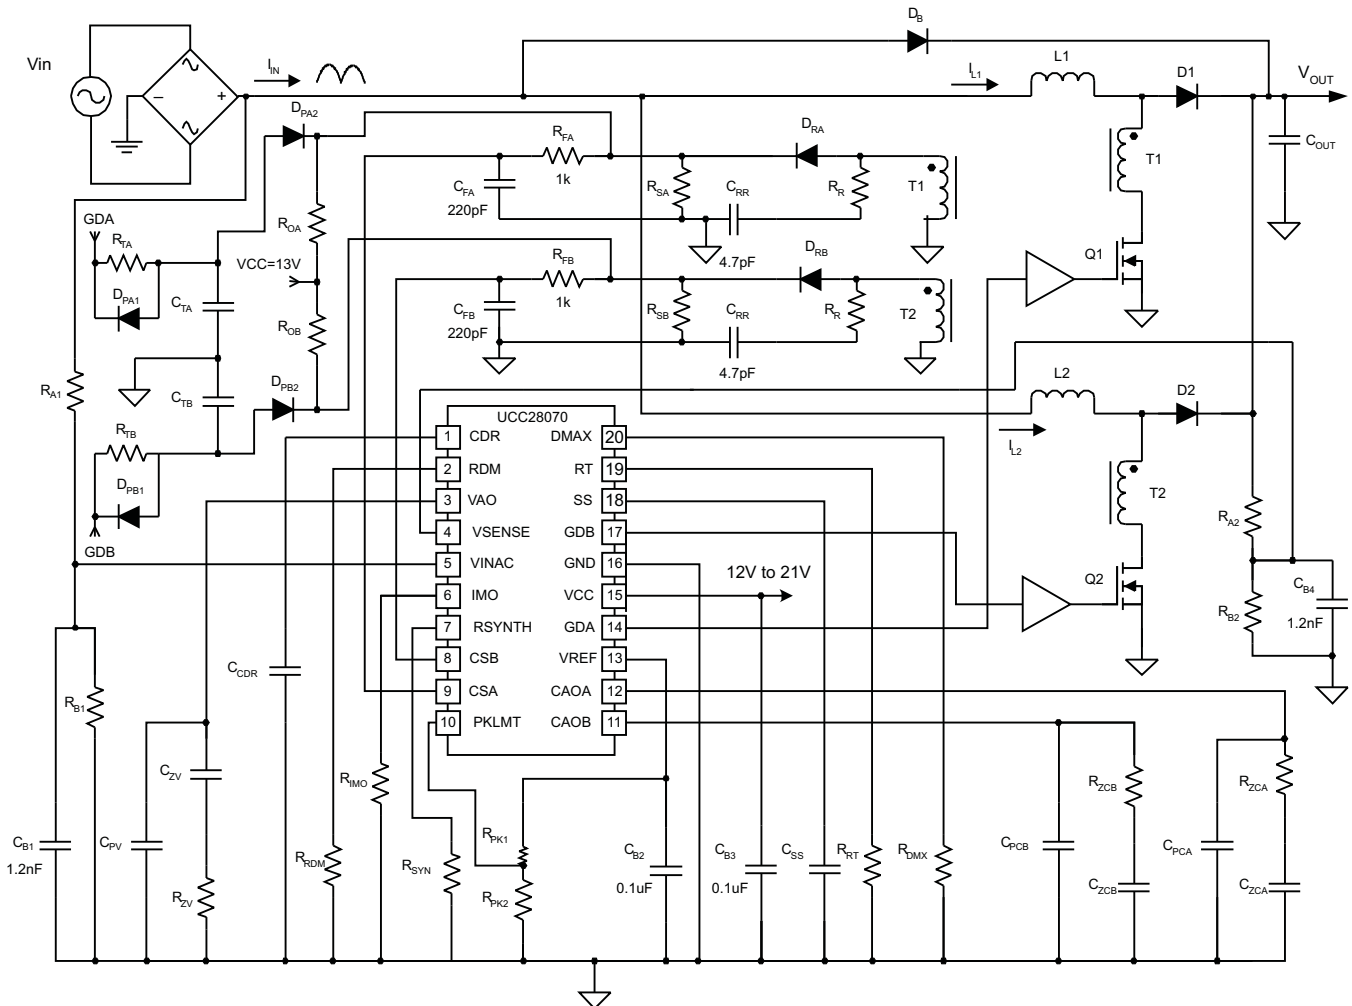 D_B
Vin
I_IN
I_L1
L1
D1
V_OUT
D_PA2
R_FA
D_RA
T1
C_OUT
1k
C_FA
220pF
R_SA
C_RR
R_R
T1
GDA
R_TA
R_OA
4.7pF
VCC=13V
R_FB
D_RB
Q1
D_PA1
C_TA
1k
C_FB
220pF
R_SB
C_RR
R_R
T2
R_OB
4.7pF
R_A1
D_PB2
L2
D2
C_TB
UCC28070
I_L2
R_TB
1 CDR DMAX 20
2 RDM RT 19
D_PB1
3 VAO SS 18
T2
R_A2
4 VSENSE GDB 17
GDB
5 VINAC GND 16
12V to 21V
Q2
C_B4
1.2nF
6 IMO VCC 15
R_B2
7 RSYNTH GDA 14
8 CSB VREF 13
C_CDR
9 CSA CAOA 12
R_B1
10 PKLMT CAOB 11
C_ZV
R_IMO
R_ZCB
R_ZCA
R_PK1
C_B1
1.2nF
C_PV
R_RDM
R_SYN
C_B2
0.1uF
C_B3
0.1uF
C_SS
R_RT
R_DMX
C_PCB
C_PCA
R_ZV
R_PK2
C_ZCB
C_ZCA